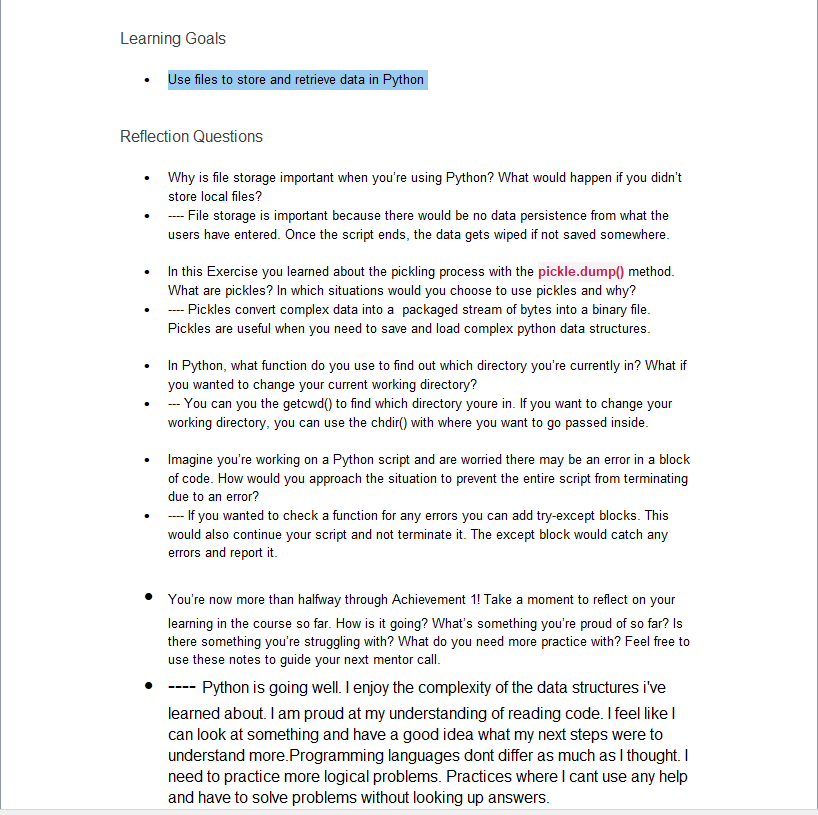 Learning Goals
• Use files to store and retrieve data in Python
Reflection Questions
• Why is file storage important when you’re using Python? What would happen if you didn’t
store local files?
• ---- File storage is important because there would be no data persistence from what the
users have entered. Once the script ends, the data gets wiped if not saved somewhere.
• In this Exercise you learned about the pickling process with the pickle.dump() method.
What are pickles? In which situations would you choose to use pickles and why?
• ---- Pickles convert complex data into a  packaged stream of bytes into a binary file.
Pickles are useful when you need to save and load complex python data structures.
• In Python, what function do you use to find out which directory you’re currently in? What if
you wanted to change your current working directory?
• --- You can you the getcwd() to find which directory youre in. If you want to change your
working directory, you can use the chdir() with where you want to go passed inside.
• Imagine you’re working on a Python script and are worried there may be an error in a block
of code. How would you approach the situation to prevent the entire script from terminating
due to an error?
• ---- If you wanted to check a function for any errors you can add try-except blocks. This
would also continue your script and not terminate it. The except block would catch any
errors and report it.
• You’re now more than halfway through Achievement 1! Take a moment to reflect on your
learning in the course so far. How is it going? What’s something you’re proud of so far? Is
there something you’re struggling with? What do you need more practice with? Feel free to
use these notes to guide your next mentor call.
• ---- Python is going well. I enjoy the complexity of the data structures i've
learned about. I am proud at my understanding of reading code. I feel like I
can look at something and have a good idea what my next steps were to
understand more.Programming languages dont differ as much as I thought. I
need to practice more logical problems. Practices where I cant use any help
and have to solve problems without looking up answers.